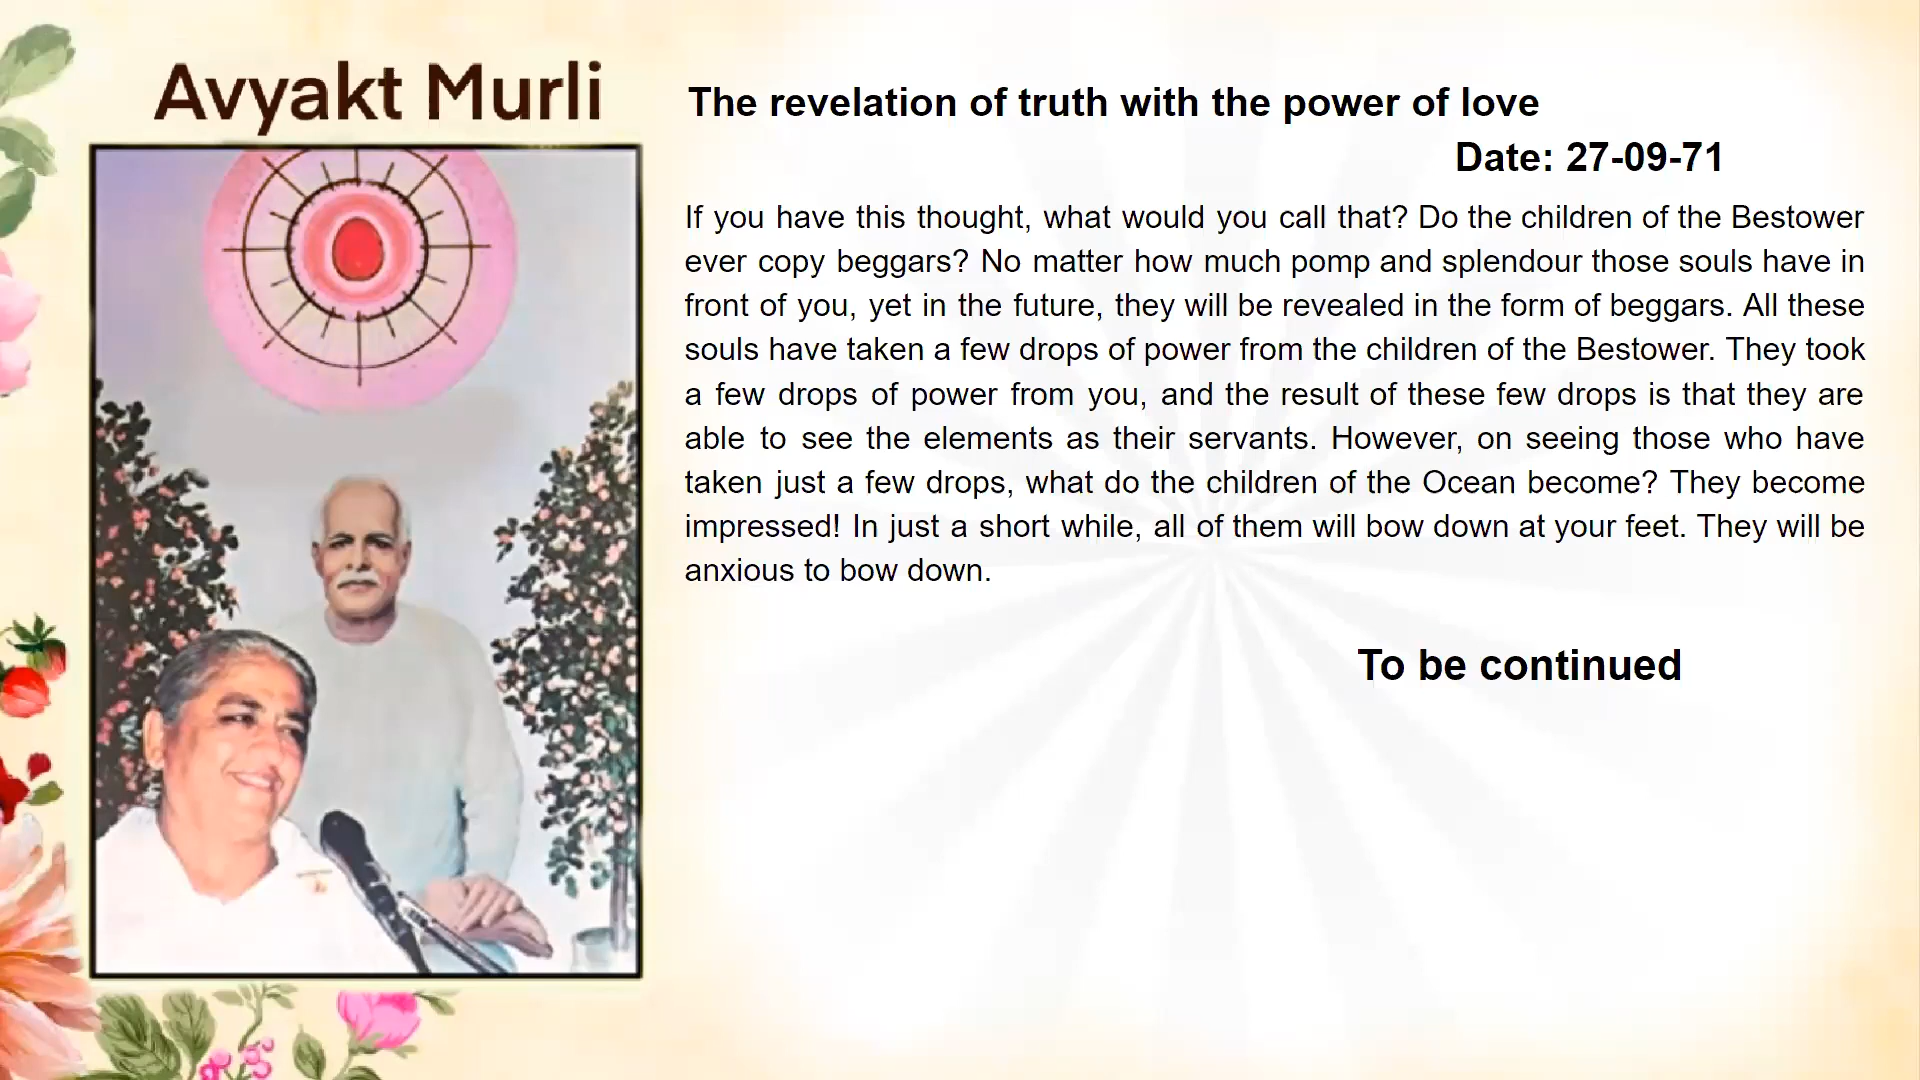 Avyakt Murli
The revelation of truth with the power of love
Date: 27-09-71
If you have this thought, what would you call that? Do the children of the Bestower
ever copy beggars? No matter how much pomp and splendour those souls have in
front of you, yet in the future, they will be revealed in the form of beggars. All these
souls have taken a few drops of power from the children of the Bestower. They took
a few drops of power from you, and the result of these few drops is that they are
able to see the elements as their servants. However, on seeing those who have
taken just a few drops, what do the children of the Ocean become? They become
impressed! In just a short while, all of them will bow down at your feet. They will be
anxious to bow down.
To be continued